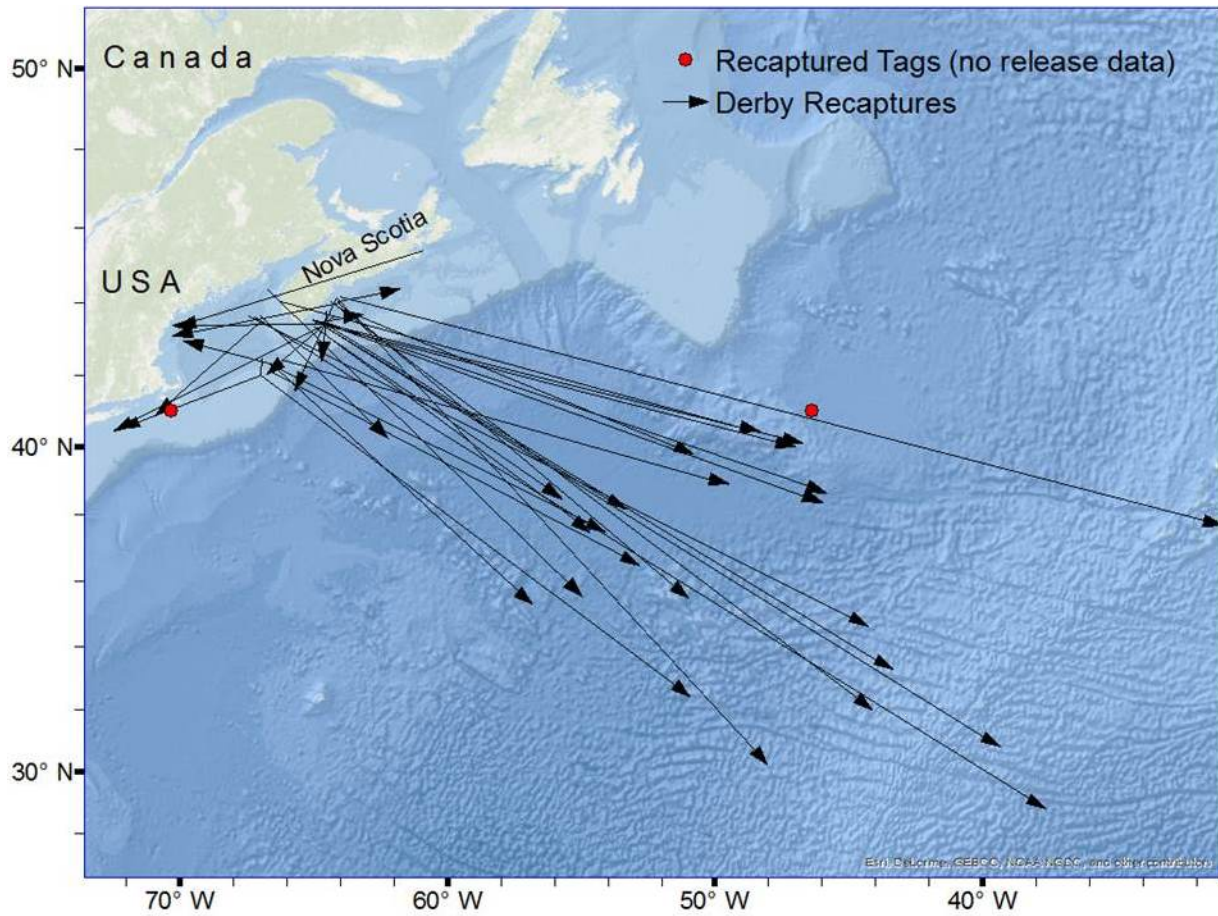 Canada
50° N
Recaptured Tags (no release data)
Derby Recaptures
Nova Scotia
USA
40° N
30° N
Esri, DeLorme, GEBCO, NOAA NGDC, and other contributors
70° W
60° W
50° W
40° W